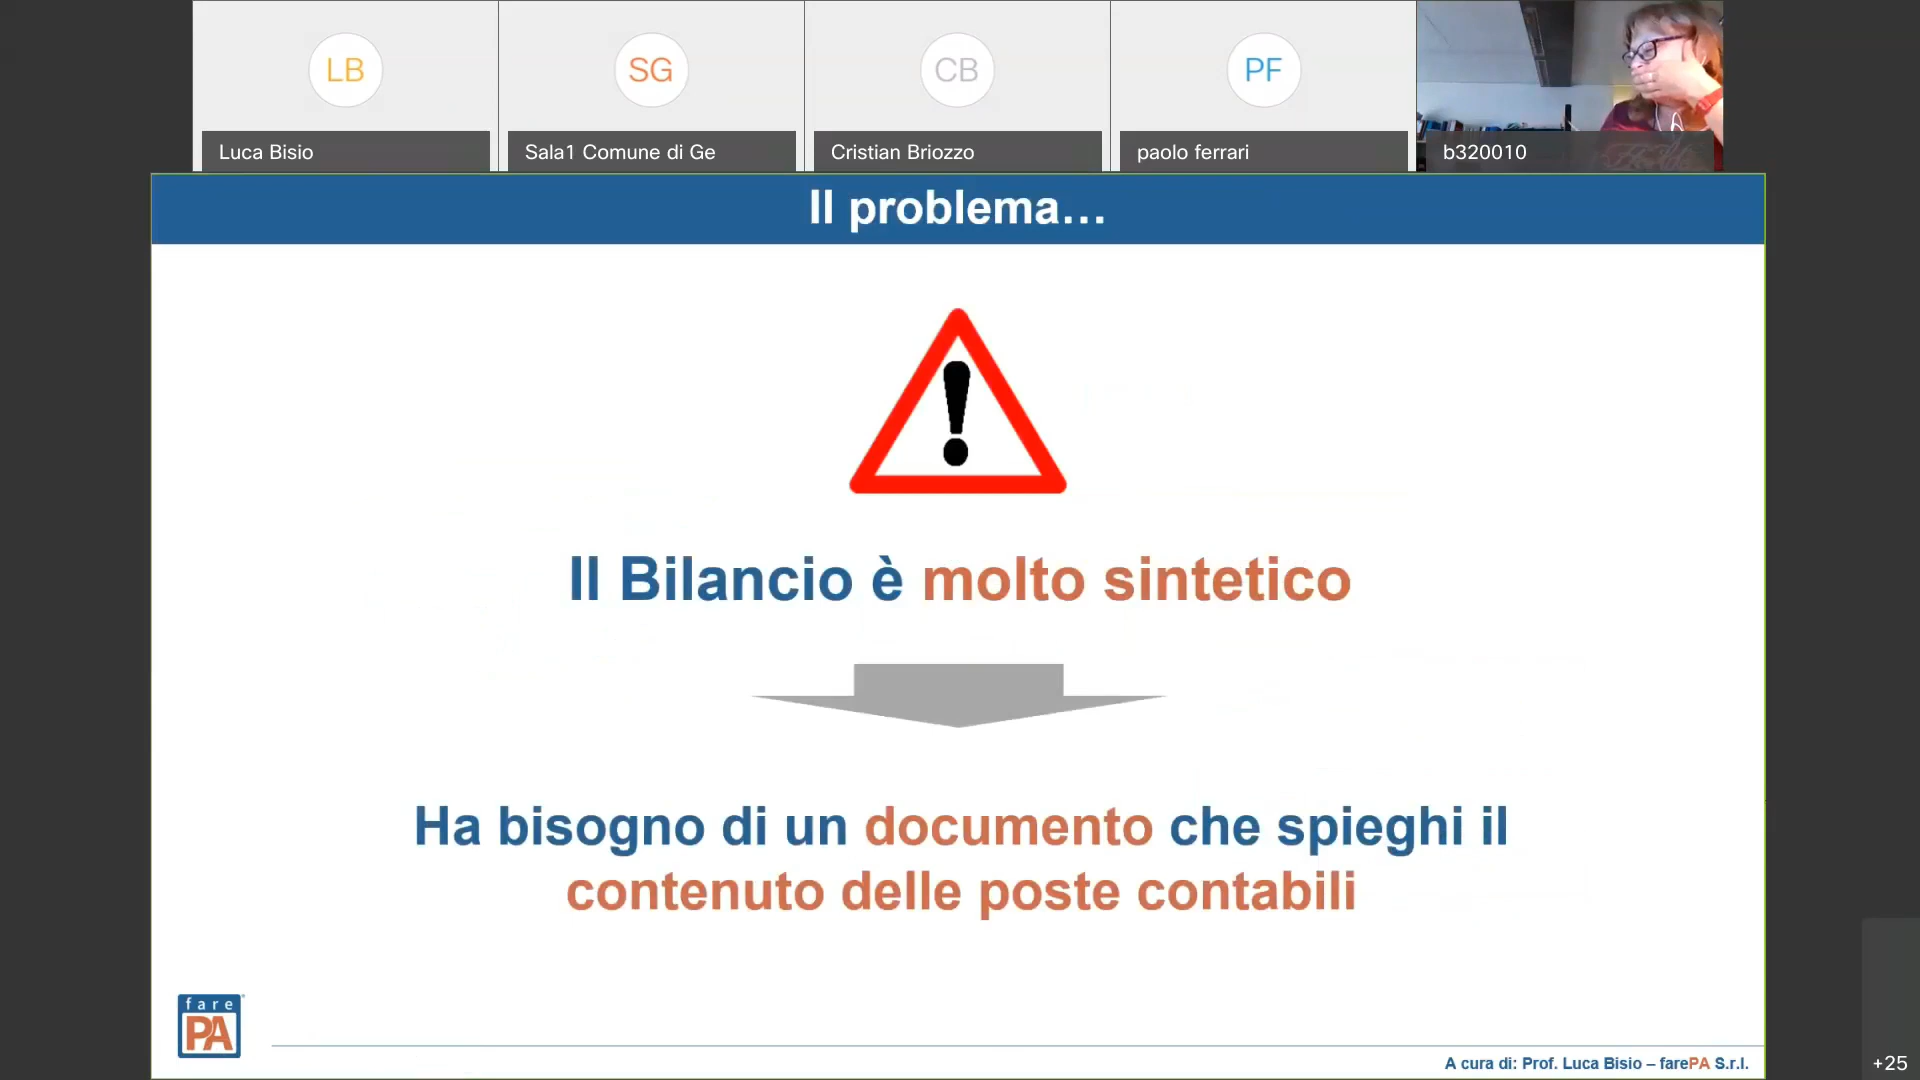 LB
SG
CB
PF
Luca Bisio
Sala1 Comune di Ge
Cristian Briozzo
paolo ferrari
b320010
Il problema...
Il Bilancio è molto sintetico
Ha bisogno di un documento che spieghi il
contenuto delle poste contabili
fare
PA
A cura di: Prof. Luca Bisio – farePA S.r.l.
+25